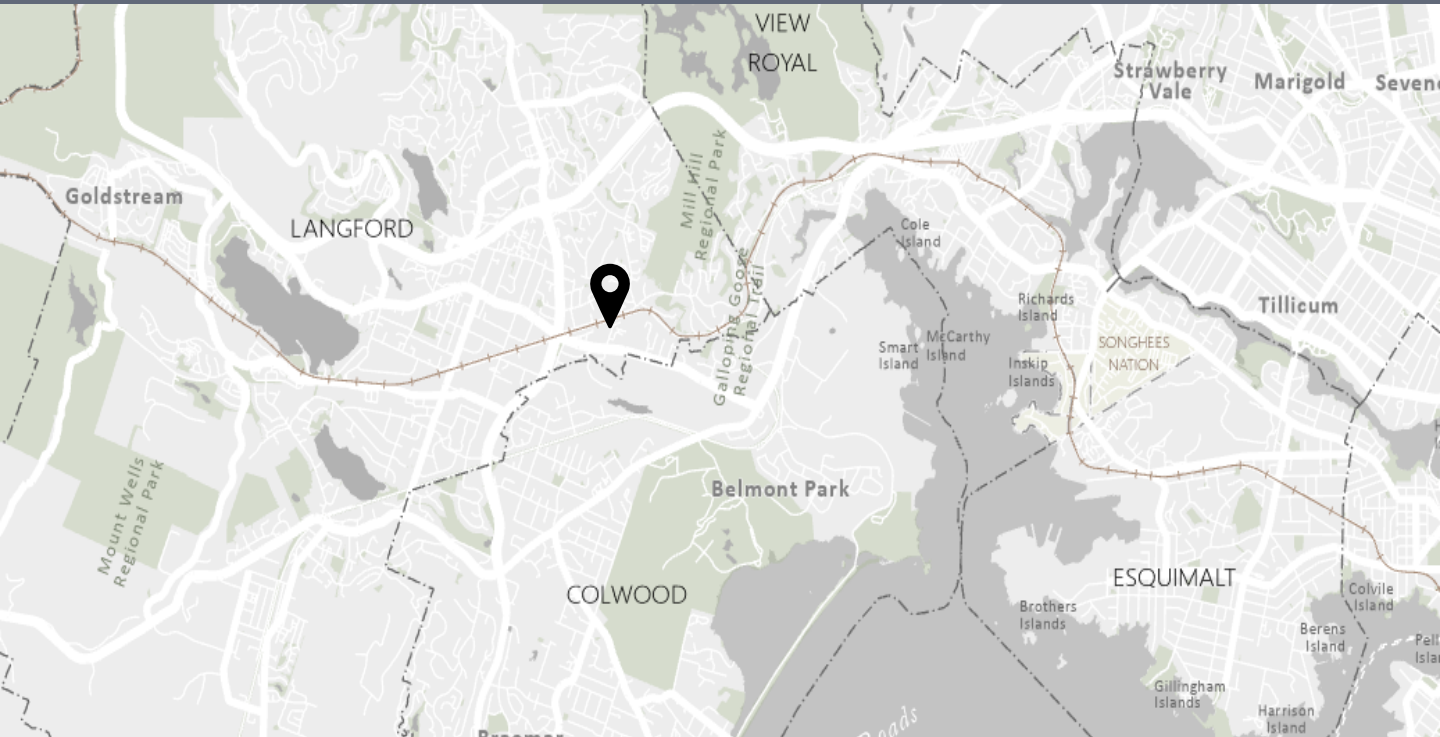 VIEW
ROYAL
Strawberry
Vale
Marigold
Goldstream
LANGFORD
Mill Hill
Regional Park
Cole
Island
Galloping Goose
Regional Trail
Richards
Island
Tillicum
McCarthy
Island
Smart
Island
SONGHEES
NATION
Inskip
Islands
Mount Wells
Regional Park
Belmont Park
COLWOOD
ESQUIMALT
Brothers
Islands
Colville
Island
Berens
Island
Gillingham
Islands
Harrison
Island
Roads